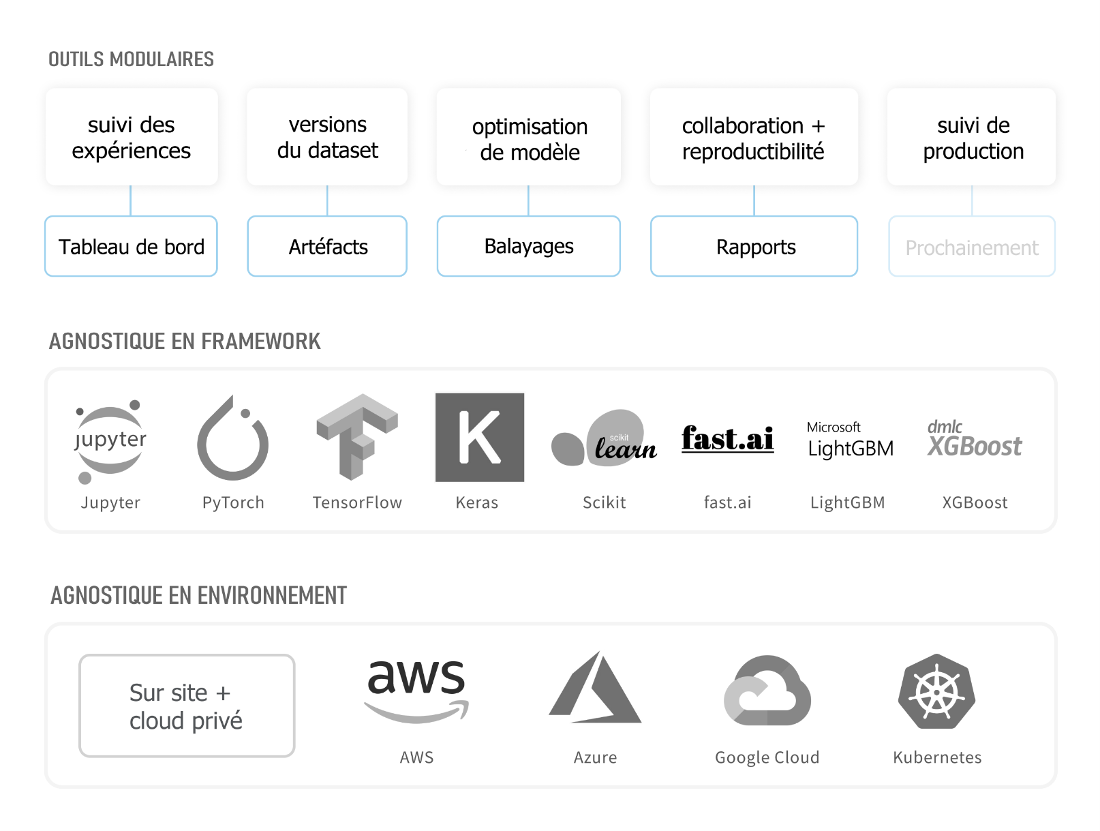 OUTILS MODULAIRES
suivi des
expériences
versions
du dataset
optimisation
de modèle
collaboration +
reproductibilité
suivi de
production
Tableau de bord
Artéfacts
Balayages
Rapports
Prochainement
AGNOSTIQUE EN FRAMEWORK
jupyter
K
scikit
learn
fast.ai
Microsoft
LightGBM
dmlc
XGBoost
Jupyter
PyTorch
TensorFlow
Keras
Scikit
fast.ai
LightGBM
XGBoost
AGNOSTIQUE EN ENVIRONNEMENT
Sur site +
cloud privé
aws
AWS
Azure
Google Cloud
Kubernetes